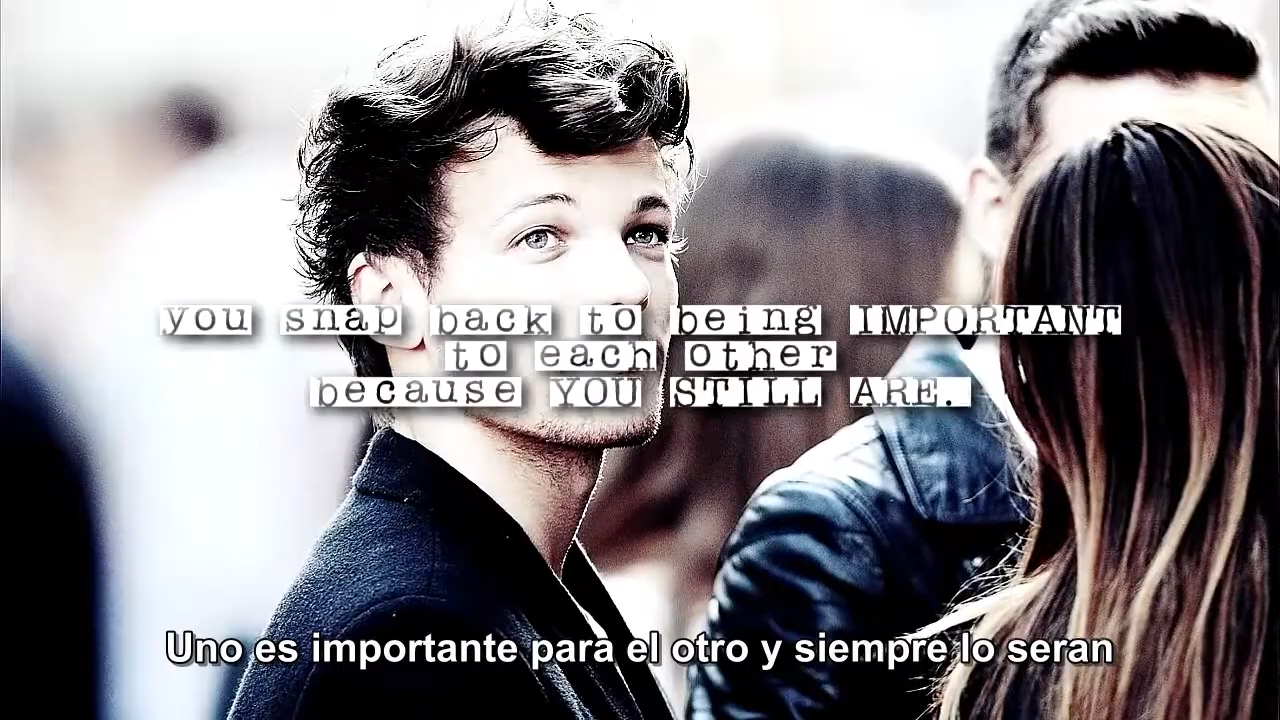 you snap back to being IMPORTANT
to each other
because YOU STILL ARE.
Uno es importante para el otro y siempre lo seran